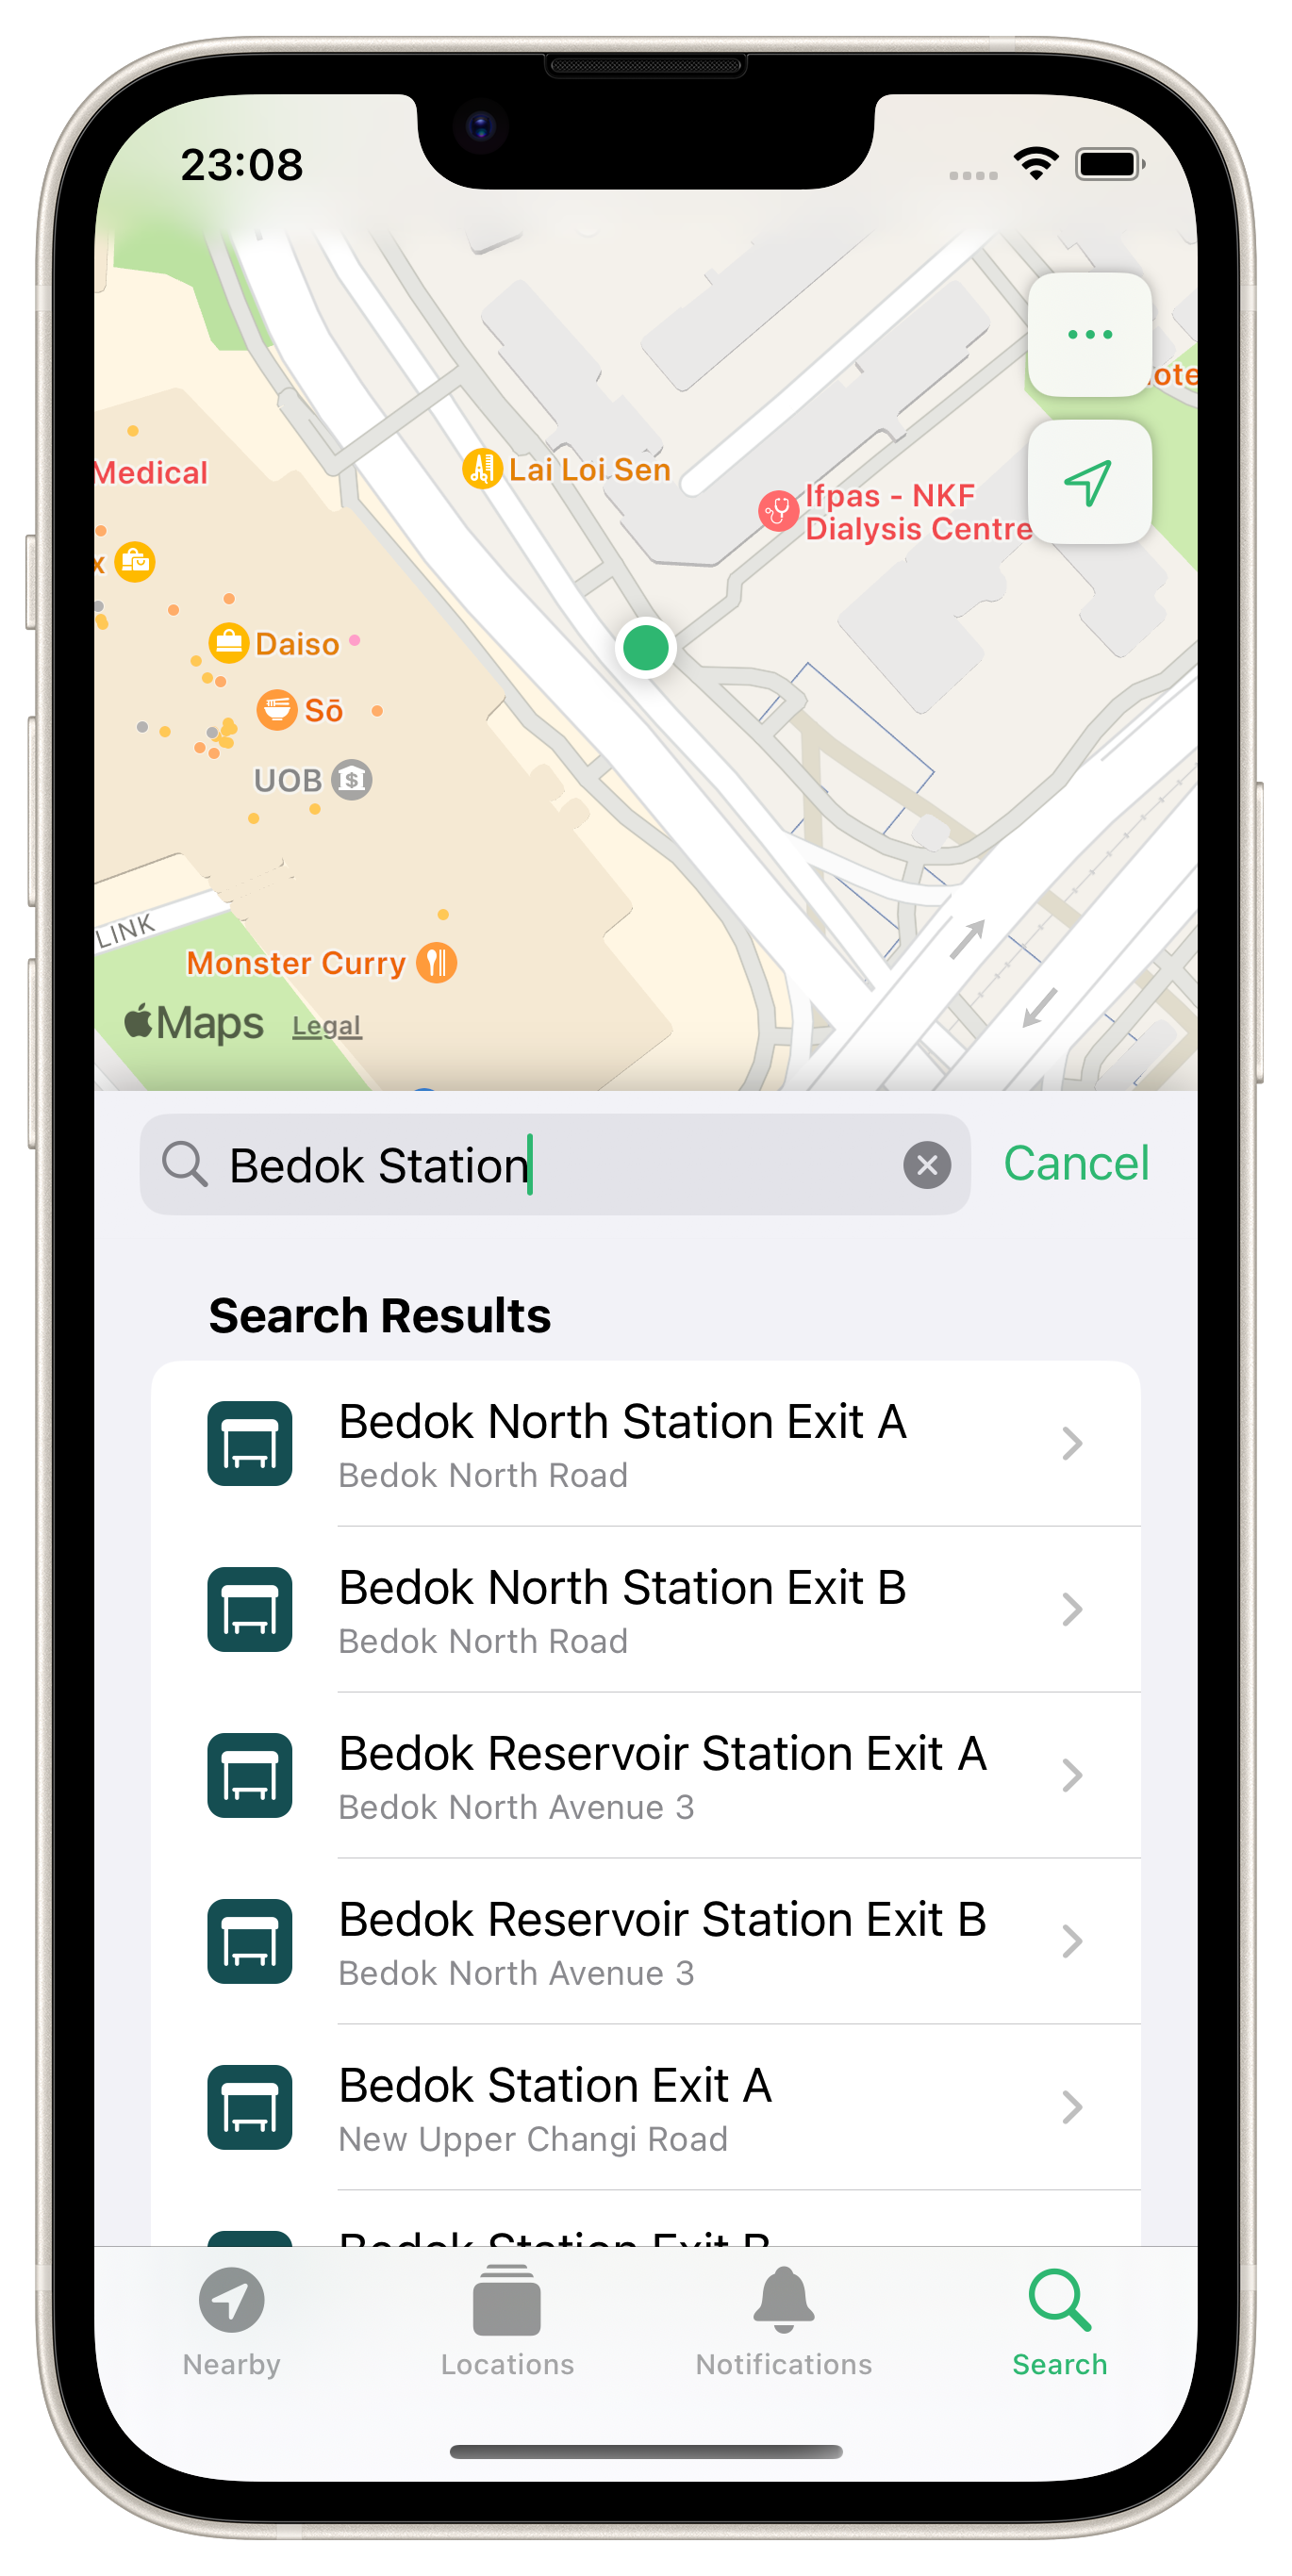 23:08
ote
Medical
Lai Loi Sen
Ifpas - NKF
Dialysis Centre
x
Daiso
Sō
UOB
LINK
Monster Curry
Maps Legal
Bedok Station
Cancel
Search Results
Bedok North Station Exit A
Bedok North Road
Bedok North Station Exit B
Bedok North Road
Bedok Reservoir Station Exit A
Bedok North Avenue 3
Bedok Reservoir Station Exit B
Bedok North Avenue 3
Bedok Station Exit A
New Upper Changi Road
Bedok Station Exit B
Nearby
Locations
Notifications
Search